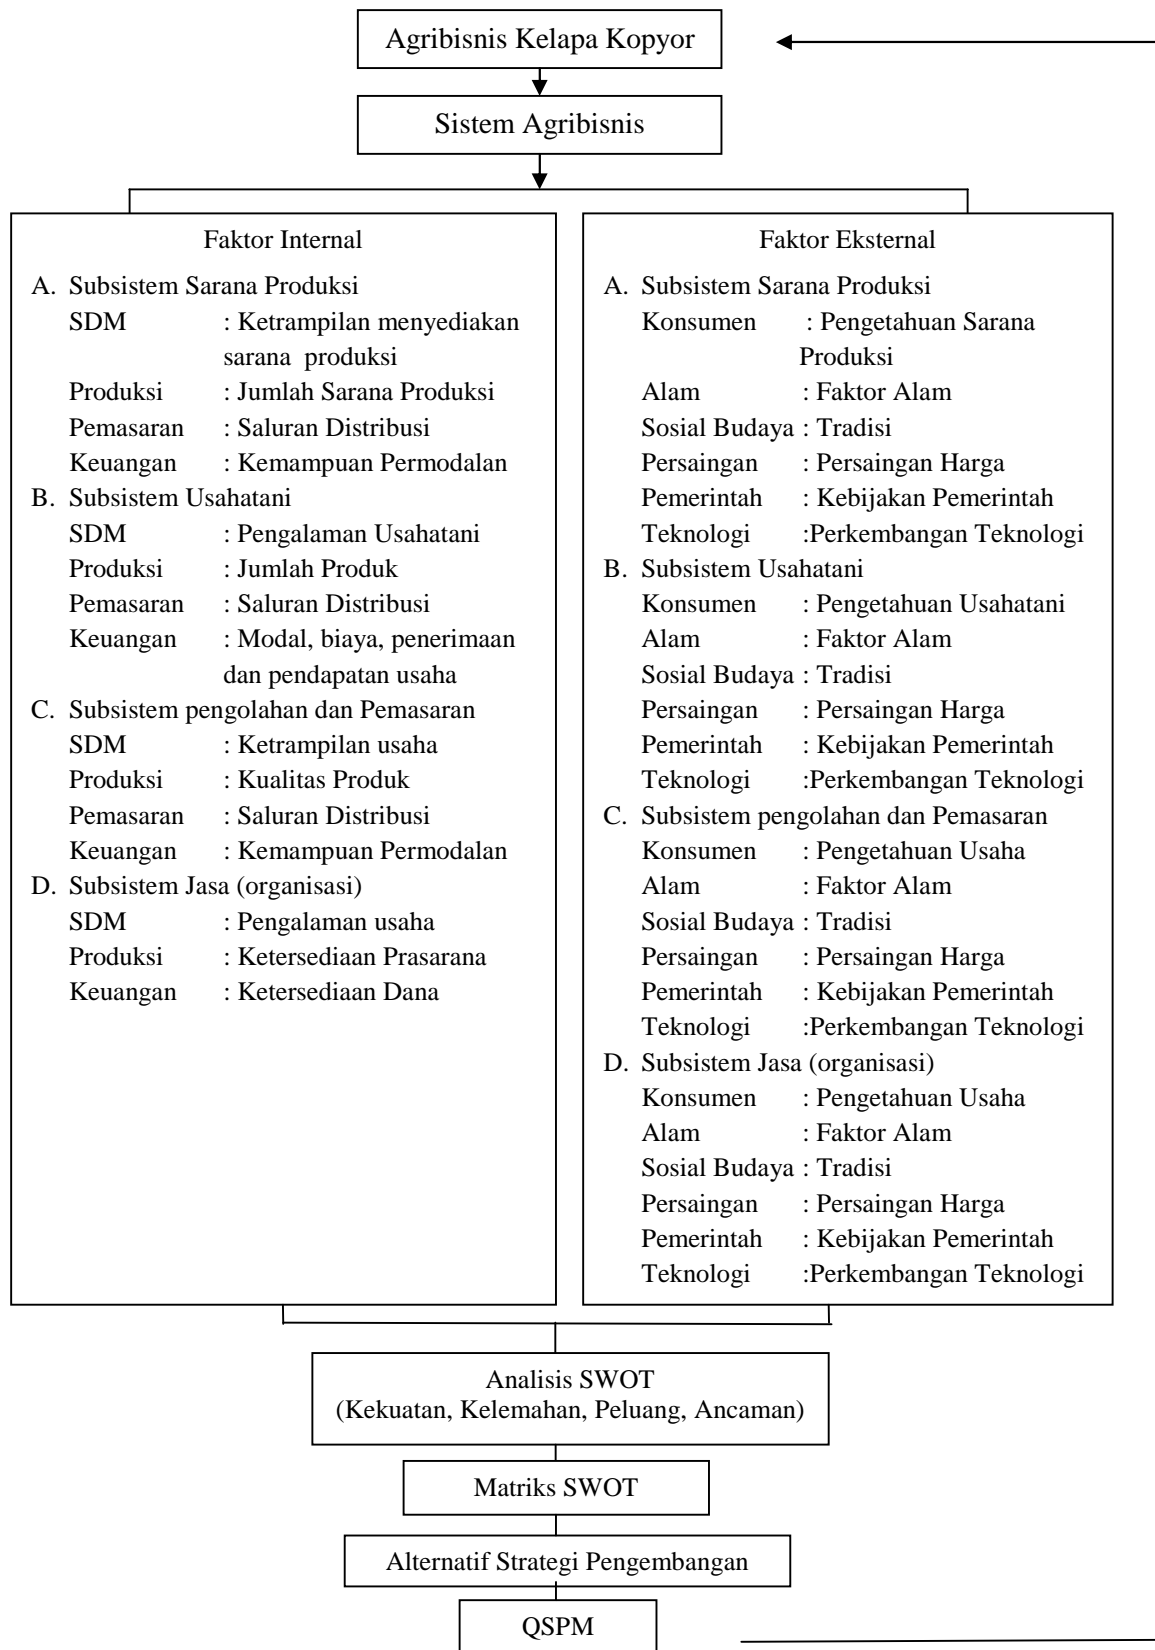 Agribisnis Kelapa Kopyor
Sistem Agribisnis
Faktor Internal
A. Subsistem Sarana Produksi
SDM : Ketrampilan menyediakan
sarana produksi
Produksi : Jumlah Sarana Produksi
Pemasaran : Saluran Distribusi
Keuangan : Kemampuan Permodalan
B. Subsistem Usahatani
SDM : Pengalaman Usahatani
Produksi : Jumlah Produk
Pemasaran : Saluran Distribusi
Keuangan : Modal, biaya, penerimaan
dan pendapatan usaha
C. Subsistem pengolahan dan Pemasaran
SDM : Ketrampilan usaha
Produksi : Kualitas Produk
Pemasaran : Saluran Distribusi
Keuangan : Kemampuan Permodalan
D. Subsistem Jasa (organisasi)
SDM : Pengalaman usaha
Produksi : Ketersediaan Prasarana
Keuangan : Ketersediaan Dana
Faktor Eksternal
A. Subsistem Sarana Produksi
Konsumen : Pengetahuan Sarana
Produksi
Alam : Faktor Alam
Sosial Budaya : Tradisi
Persaingan : Persaingan Harga
Pemerintah : Kebijakan Pemerintah
Teknologi :Perkembangan Teknologi
B. Subsistem Usahatani
Konsumen : Pengetahuan Usahatani
Alam : Faktor Alam
Sosial Budaya : Tradisi
Persaingan : Persaingan Harga
Pemerintah : Kebijakan Pemerintah
Teknologi :Perkembangan Teknologi
C. Subsistem pengolahan dan Pemasaran
Konsumen : Pengetahuan Usaha
Alam : Faktor Alam
Sosial Budaya : Tradisi
Persaingan : Persaingan Harga
Pemerintah : Kebijakan Pemerintah
Teknologi :Perkembangan Teknologi
D. Subsistem Jasa (organisasi)
Konsumen : Pengetahuan Usaha
Alam : Faktor Alam
Sosial Budaya : Tradisi
Persaingan : Persaingan Harga
Pemerintah : Kebijakan Pemerintah
Teknologi :Perkembangan Teknologi
Analisis SWOT
(Kekuatan, Kelemahan, Peluang, Ancaman)
Matriks SWOT
Alternatif Strategi Pengembangan
QSPM